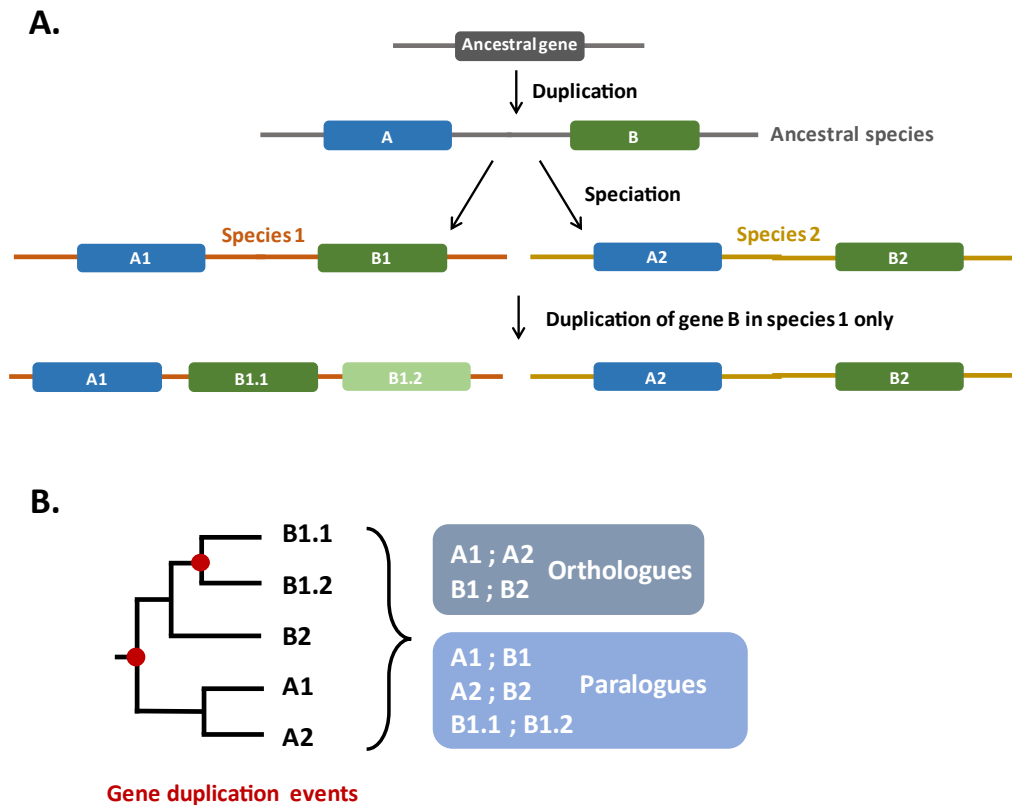 A.
Ancestral gene
Duplication
A
B
Ancestral species
Speciation
Species 1
Species 2
A1
B1
A2
B2
Duplication of gene B in species 1 only
A1
B1.1
B1.2
A2
B2
B.
B1.1
B1.2
B2
A1
A2
A1 ; A2
B1 ; B2
Orthologues
A1 ; B1
A2 ; B2
B1.1 ; B1.2
Paralogues
Gene duplication events